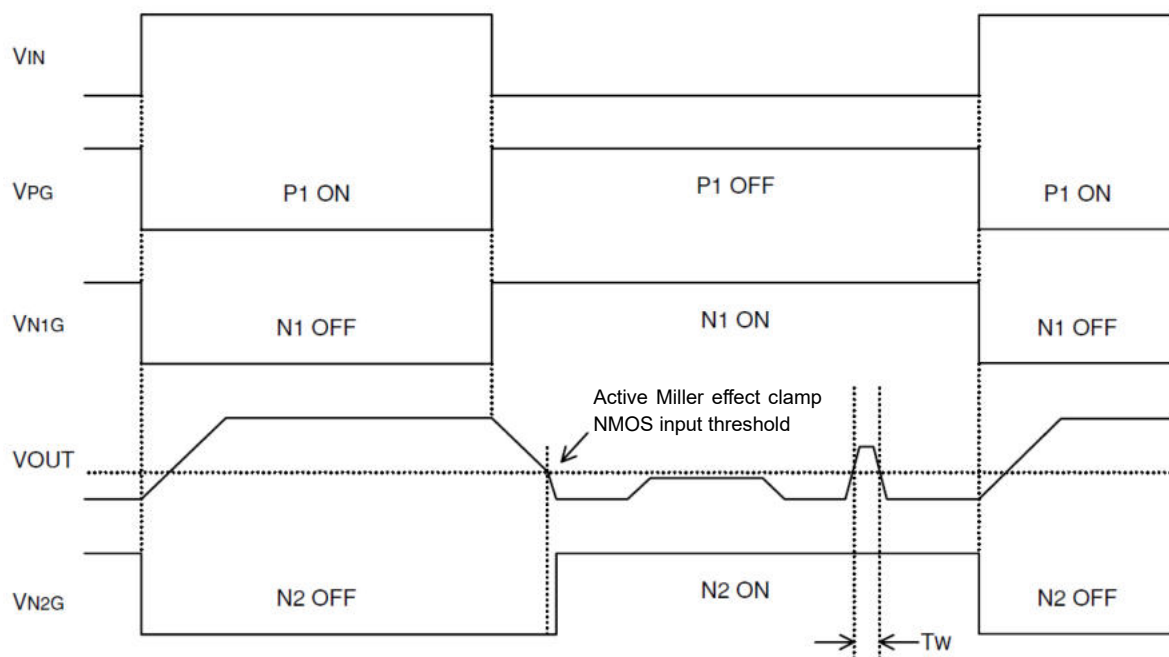 VIN
VPG
P1 ON
P1 OFF
P1 ON
VN1G
N1 OFF
N1 ON
N1 OFF
Active Miller effect clamp
NMOS input threshold
VOUT
VN2G
N2 OFF
N2 ON
N2 OFF
TW